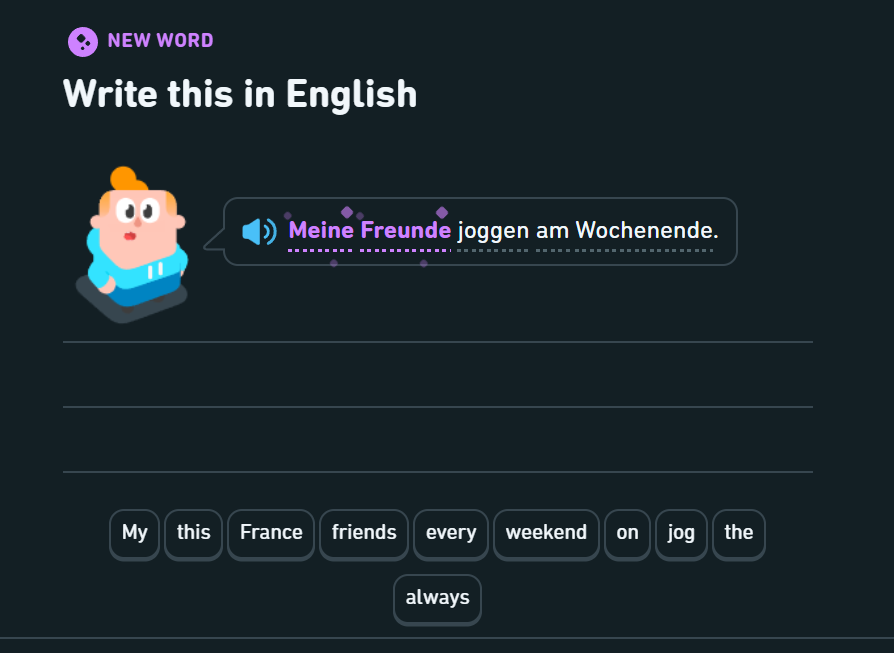 NEW WORD
Write this in English
Meine Freunde joggen am Wochenende.
My this France friends every weekend on jog the
always